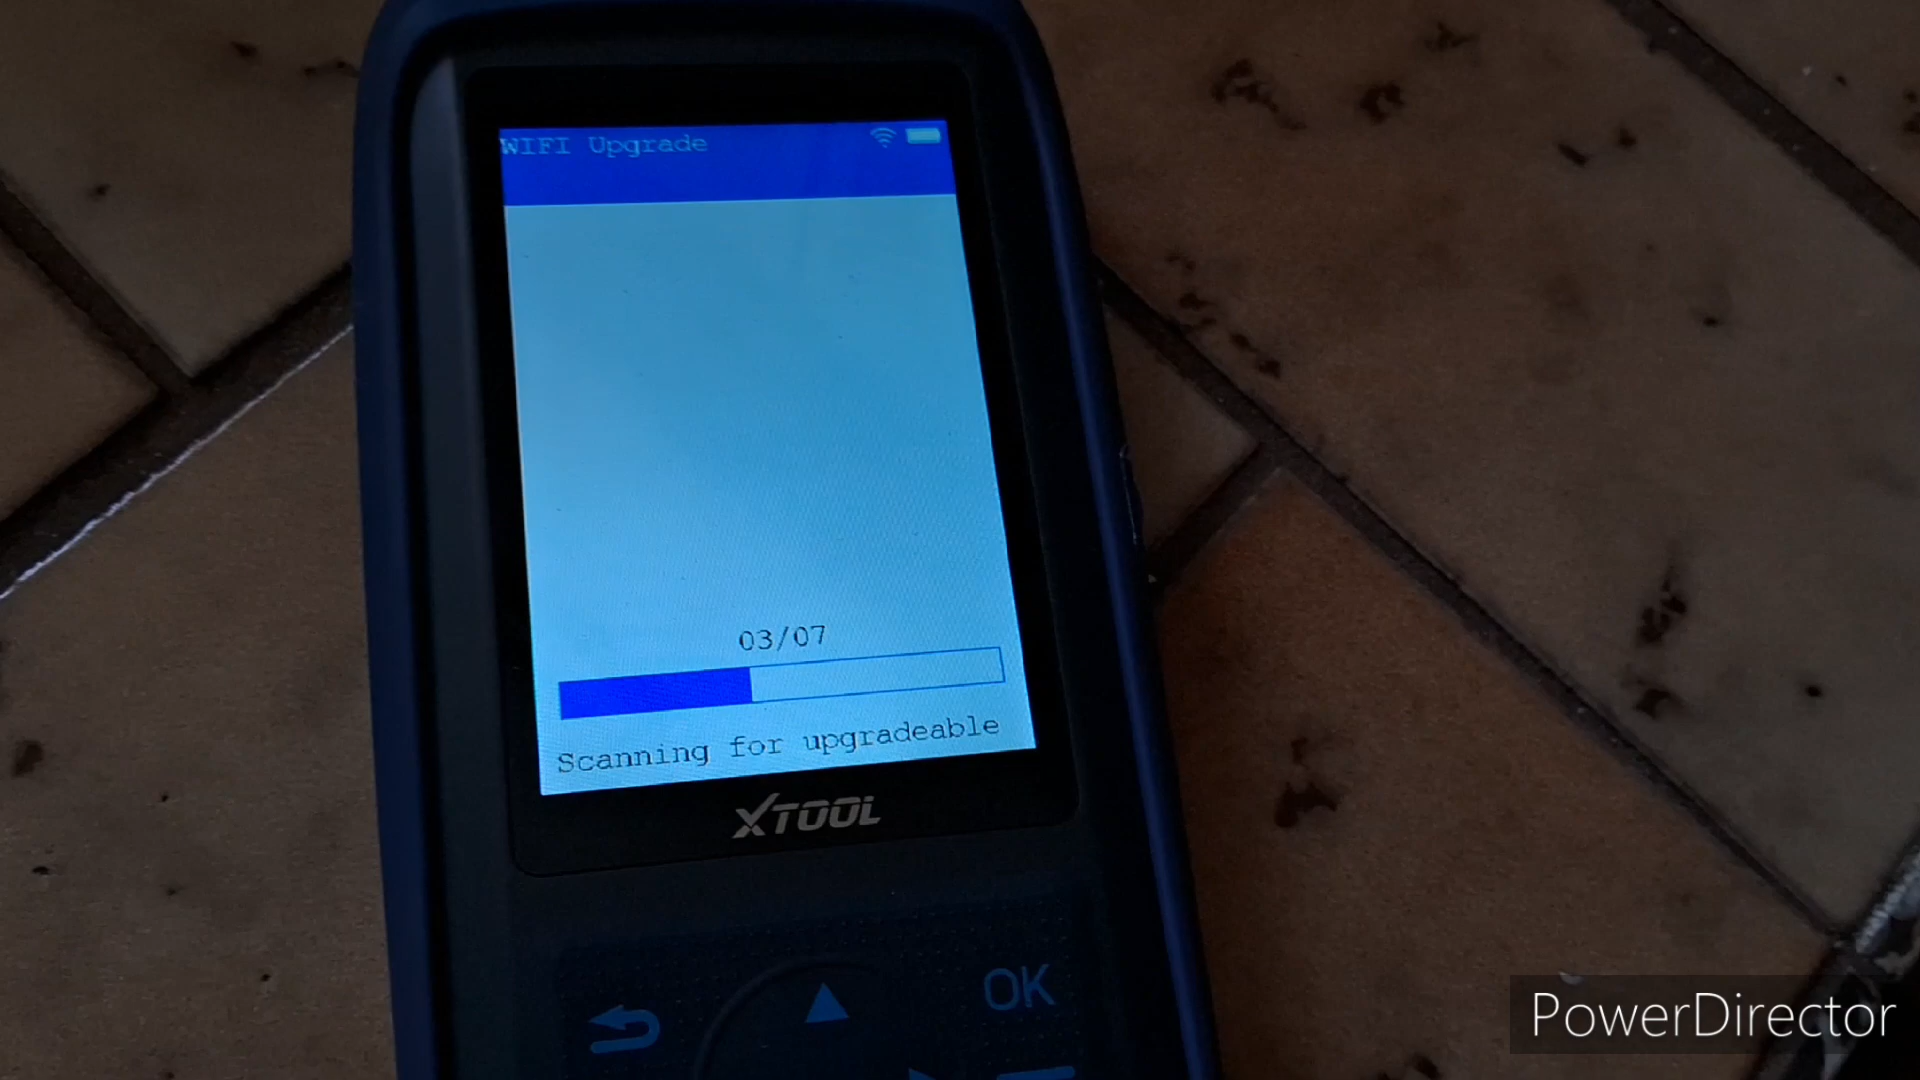 WIFI Upgrade
03/07
Scanning for upgradeable
XTOOL
OK
PowerDirector